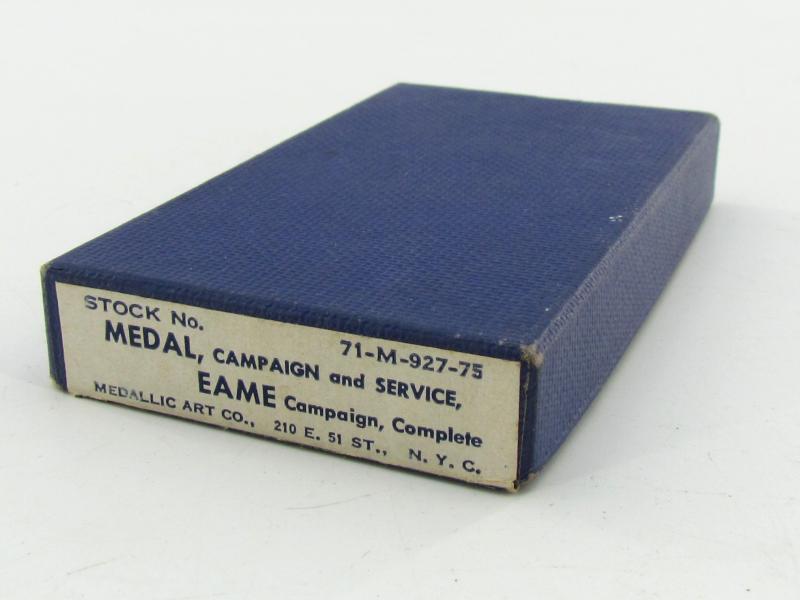 STOCK No. 71-M-927-75
MEDAL, CAMPAIGN and SERVICE,
EAME Campaign, Complete
MEDALLIC ART CO., 210 E. 51 ST., N. Y. C.